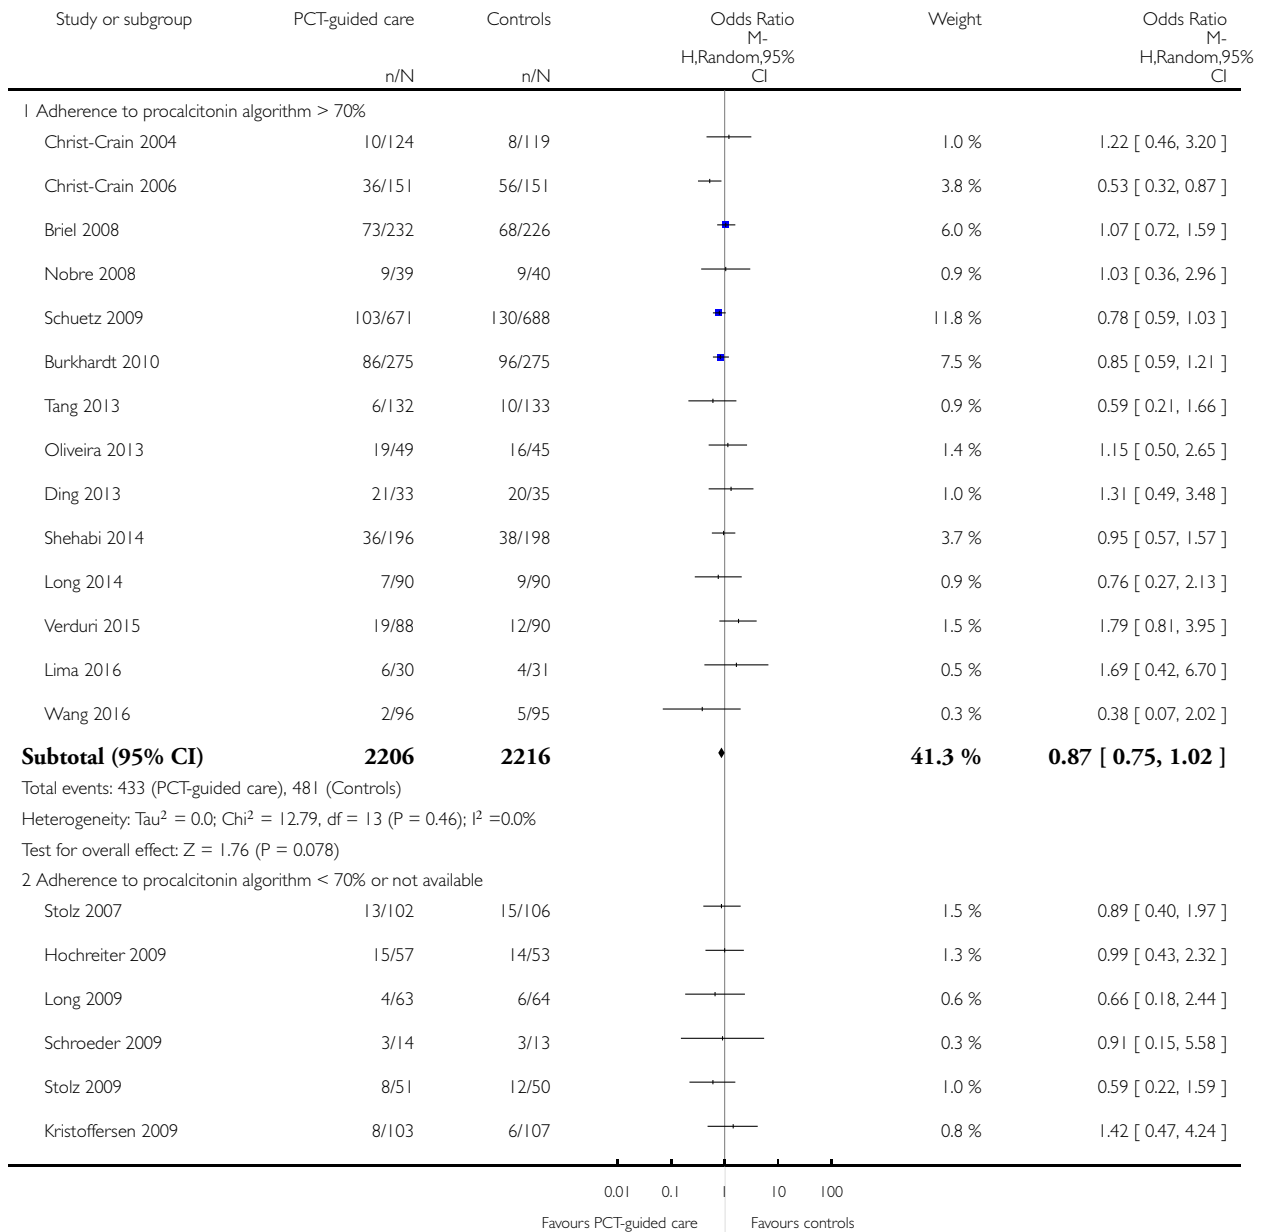 Study or subgroup PCT-guided care Controls Odds Ratio Weight Odds Ratio
M- M-
H,Random,95% H,Random,95%
n/N n/N CI CI
1 Adherence to procalcitonin algorithm > 70%
Christ-Crain 2004 10/124 8/119 1.0 % 1.22 [ 0.46, 3.20 ]
Christ-Crain 2006 36/151 56/151 3.8 % 0.53 [ 0.32, 0.87 ]
Briel 2008 73/232 68/226 6.0 % 1.07 [ 0.72, 1.59 ]
Nobre 2008 9/39 9/40 0.9 % 1.03 [ 0.36, 2.96 ]
Schuetz 2009 103/671 130/688 11.8 % 0.78 [ 0.59, 1.03 ]
Burkhardt 2010 86/275 96/275 7.5 % 0.85 [ 0.59, 1.21 ]
Tang 2013 6/132 10/133 0.9 % 0.59 [ 0.21, 1.66 ]
Oliveira 2013 19/49 16/45 1.4 % 1.15 [ 0.50, 2.65 ]
Ding 2013 21/33 20/35 1.0 % 1.31 [ 0.49, 3.48 ]
Shehabi 2014 36/196 38/198 3.7 % 0.95 [ 0.57, 1.57 ]
Long 2014 7/90 9/90 0.9 % 0.76 [ 0.27, 2.13 ]
Verduri 2015 19/88 12/90 1.5 % 1.79 [ 0.81, 3.95 ]
Lima 2016 6/30 4/31 0.5 % 1.69 [ 0.42, 6.70 ]
Wang 2016 2/96 5/95 0.3 % 0.38 [ 0.07, 2.02 ]
Subtotal (95% CI) 2206 2216 41.3 % 0.87 [ 0.75, 1.02 ]
Total events: 433 (PCT-guided care), 481 (Controls)
Heterogeneity: Tau² = 0.0; Chi² = 12.79, df = 13 (P = 0.46); I² =0.0%
Test for overall effect: Z = 1.76 (P = 0.078)
2 Adherence to procalcitonin algorithm < 70% or not available
Stolz 2007 13/102 15/106 1.5 % 0.89 [ 0.40, 1.97 ]
Hochreiter 2009 15/57 14/53 1.3 % 0.99 [ 0.43, 2.32 ]
Long 2009 4/63 6/64 0.6 % 0.66 [ 0.18, 2.44 ]
Schroeder 2009 3/14 3/13 0.3 % 0.91 [ 0.15, 5.58 ]
Stolz 2009 8/51 12/50 1.0 % 0.59 [ 0.22, 1.59 ]
Kristoffersen 2009 8/103 6/107 0.8 % 1.42 [ 0.47, 4.24 ]
0.01 0.1 1 10 100
Favours PCT-guided care Favours controls